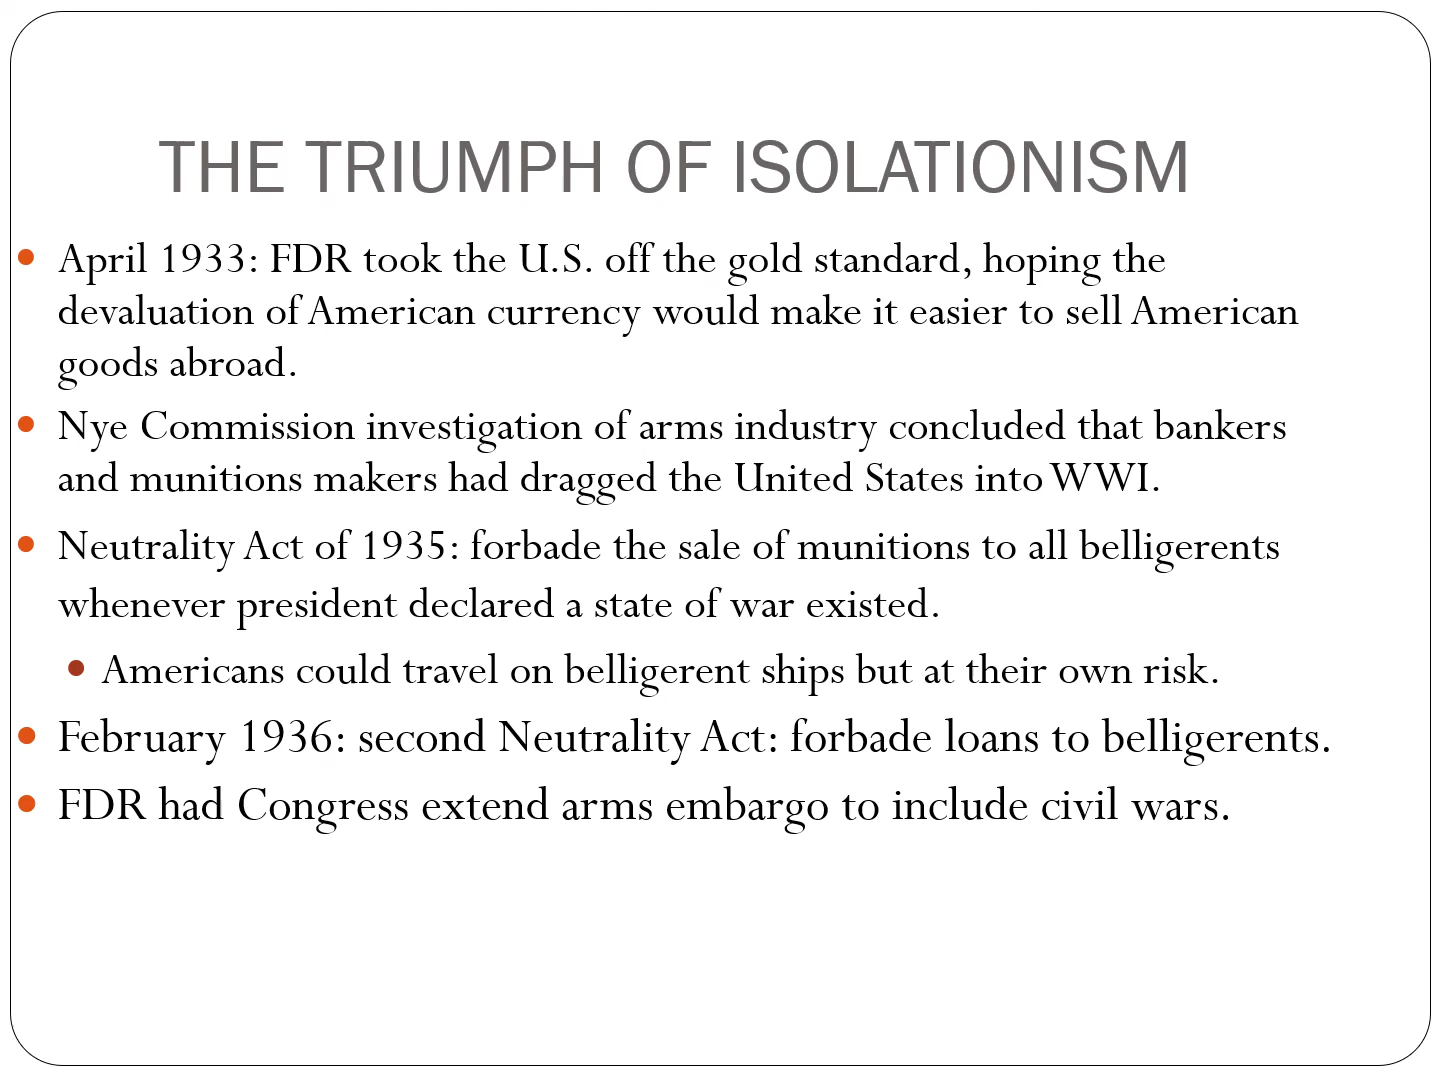 THE TRIUMPH OF ISOLATIONISM
• April 1933: FDR took the U.S. off the gold standard, hoping the
devaluation of American currency would make it easier to sell American
goods abroad.
• Nye Commission investigation of arms industry concluded that bankers
and munitions makers had dragged the United States into WWI.
• Neutrality Act of 1935: forbade the sale of munitions to all belligerents
whenever president declared a state of war existed.
• Americans could travel on belligerent ships but at their own risk.
• February 1936: second Neutrality Act: forbade loans to belligerents.
• FDR had Congress extend arms embargo to include civil wars.